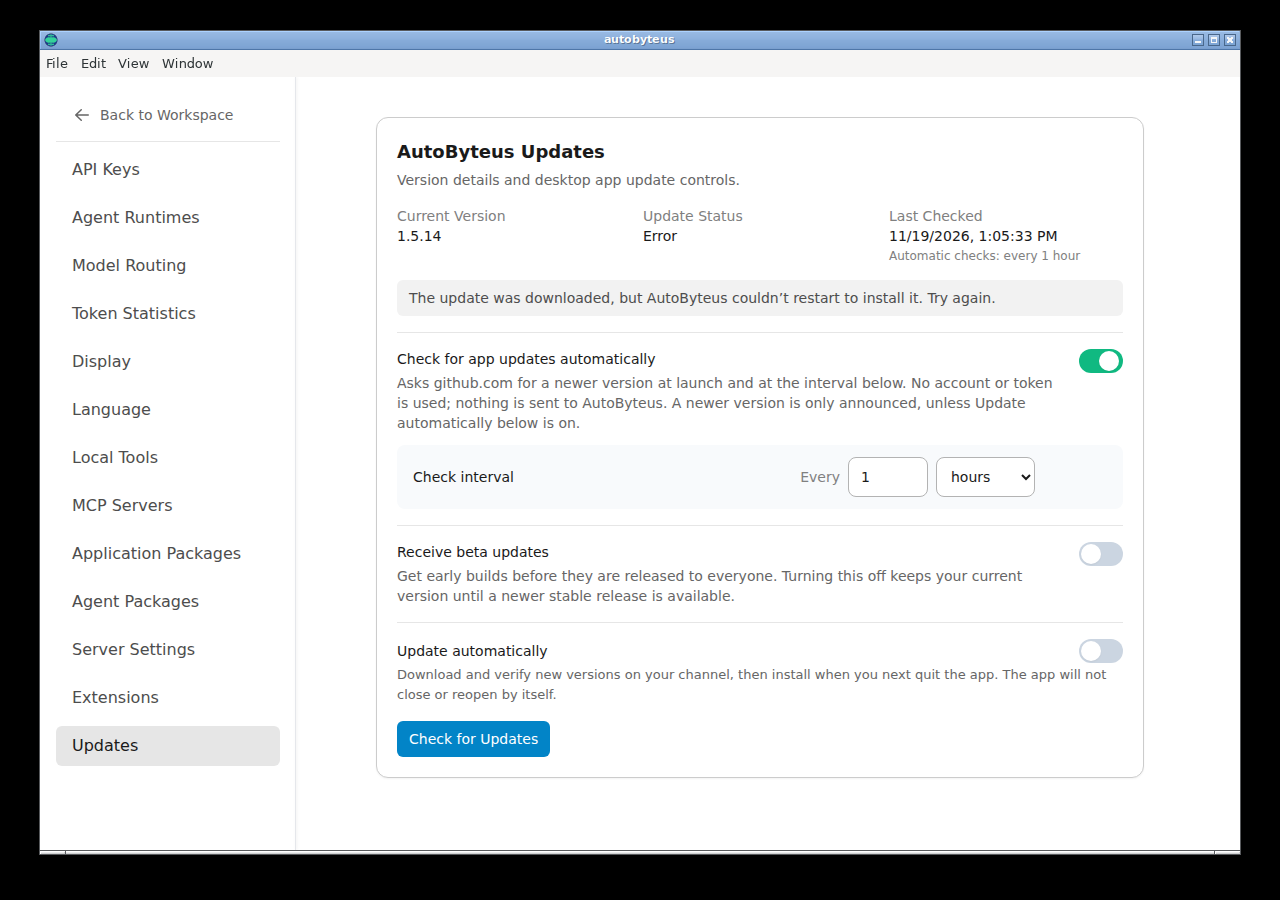 autobyteus
File Edit View Window
Back to Workspace
API Keys
Agent Runtimes
Model Routing
Token Statistics
Display
Language
Local Tools
MCP Servers
Application Packages
Agent Packages
Server Settings
Extensions
Updates
AutoByteus Updates
Version details and desktop app update controls.
Current Version
1.5.14
Update Status
Error
Last Checked
11/19/2026, 1:05:33 PM
Automatic checks: every 1 hour
The update was downloaded, but AutoByteus couldn’t restart to install it. Try again.
Check for app updates automatically
Asks github.com for a newer version at launch and at the interval below. No account or token
is used; nothing is sent to AutoByteus. A newer version is only announced, unless Update
automatically below is on.
Check interval
Every 1 hours
Receive beta updates
Get early builds before they are released to everyone. Turning this off keeps your current
version until a newer stable release is available.
Update automatically
Download and verify new versions on your channel, then install when you next quit the app. The app will not
close or reopen by itself.
Check for Updates